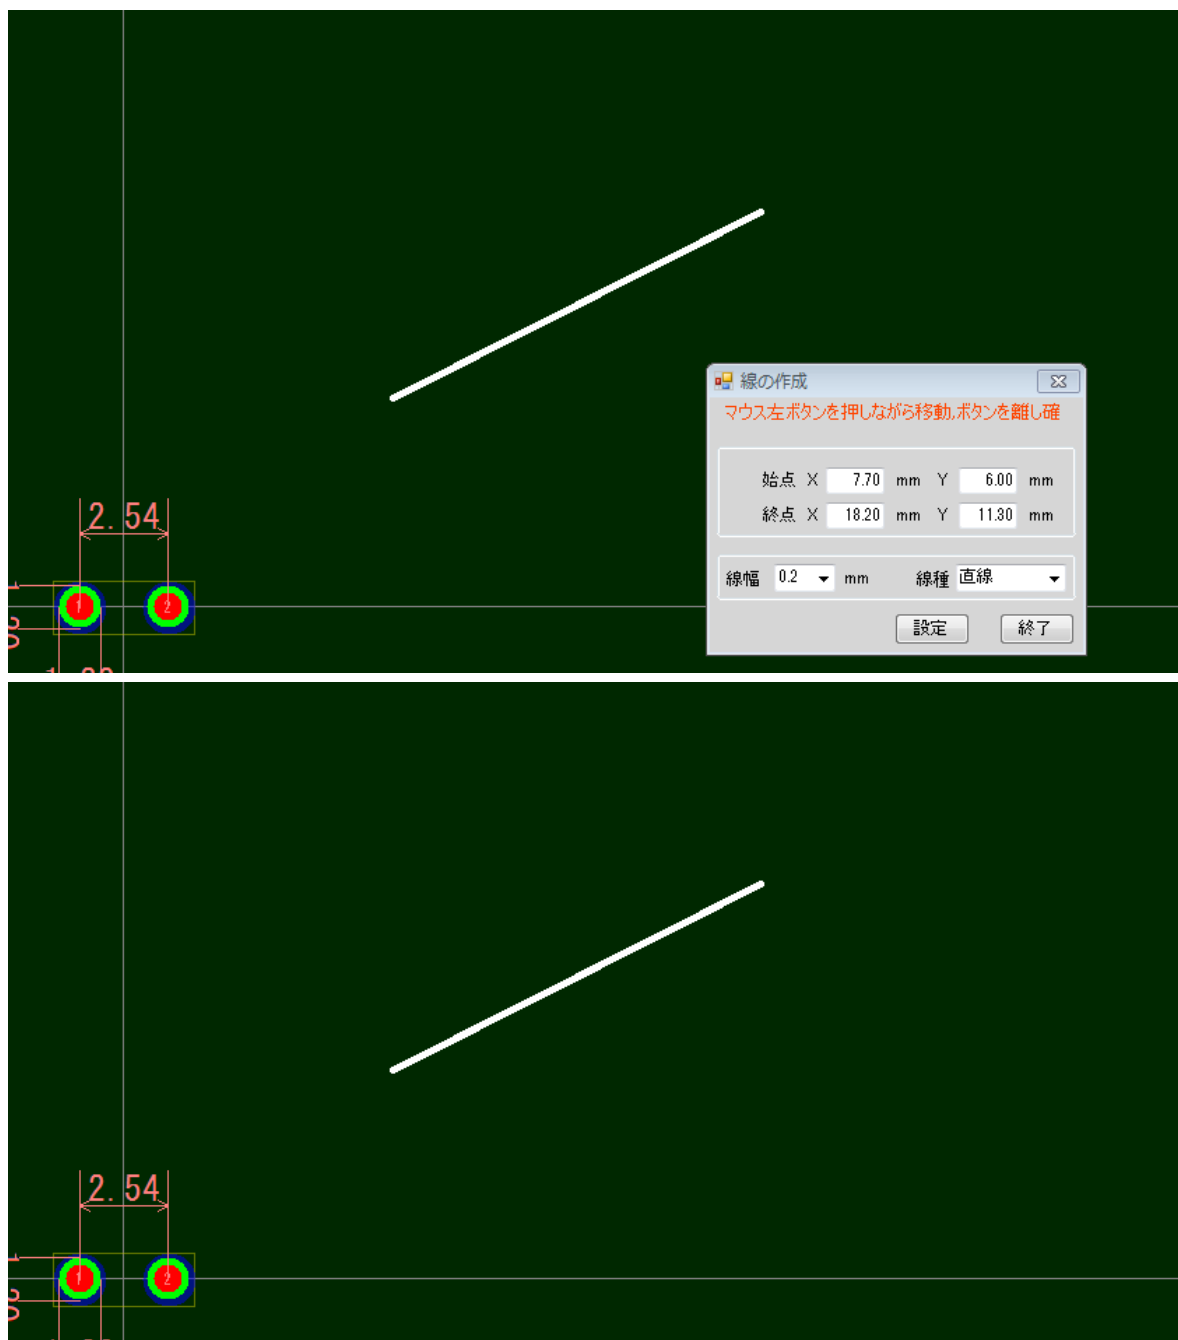 線の作成
マウス左ボタンを押しながら移動,ボタンを離し確
始点 X 7.70 mm Y 6.00 mm
終点 X 18.20 mm Y 11.30 mm
2.54
線幅 0.2 mm 線種 直線
1 2
設定 終了
2.54
1 2